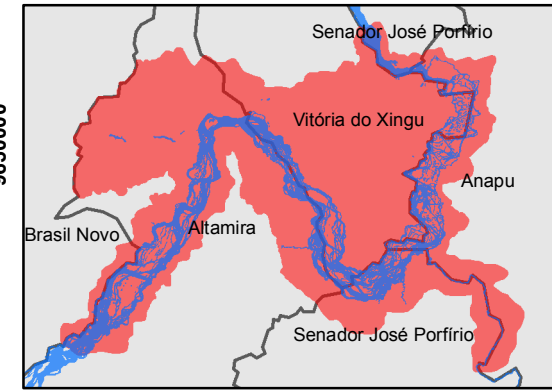 Senador José Porfírio
Vitória do Xingu
Anapu
Brasil Novo
Altamira
Senador José Porfírio